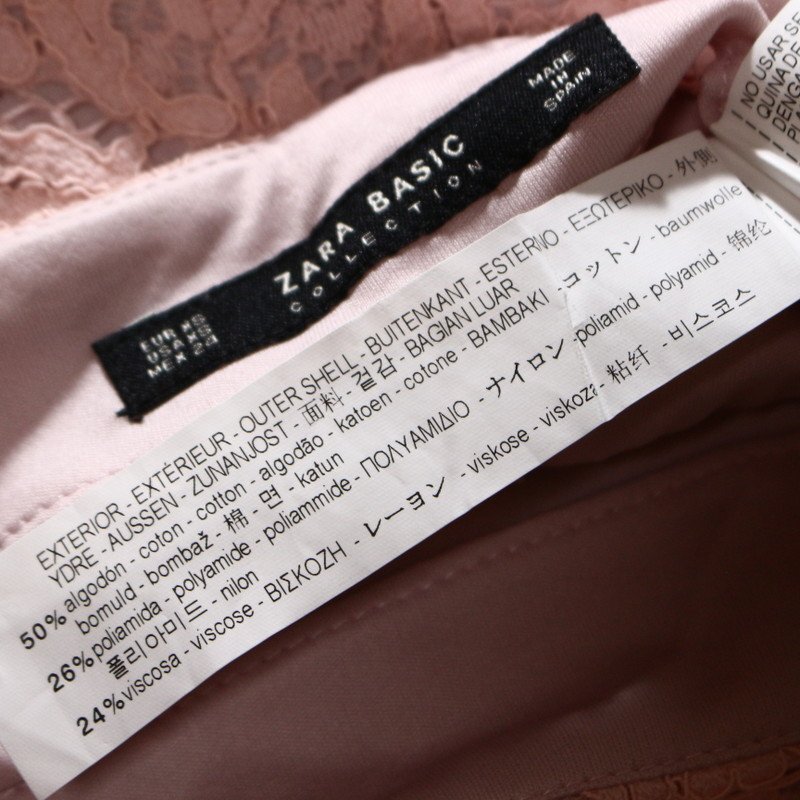 MADE
IN
SPAIN
ZARA BASIC
COLLECTION
EUR XS
USA XS
MEX 23
NO USAR SE
QUINA DE
DENGA
EXTERIOR - EXTÉRIEUR - OUTER SHELL - BUITENKANT - ESTERNO - ΕΞΩΤΕΡΙΚΟ - 外側
YDRE - AUSSEN - ZUNANJOST - 面料 - 겉감 - BAGIAN LUAR
50% algodón - coton - cotton - algodão - katoen - cotone - ΒΑΜΒΑΚΙ - コットン - baumwolle
bomuld - bombaž - 棉 - 면 - katun
26% poliamida - polyamide - poliammide - ΠΟΛΥΑΜΙΔΙΟ - ナイロン - poliamid - polyamid - 锦纶
폴리아미드 - nilon
24% viscosa - viscose - ΒΙΣΚΟΖΗ - レーヨン - viskose - viskoza - 粘纤 - 비스코스